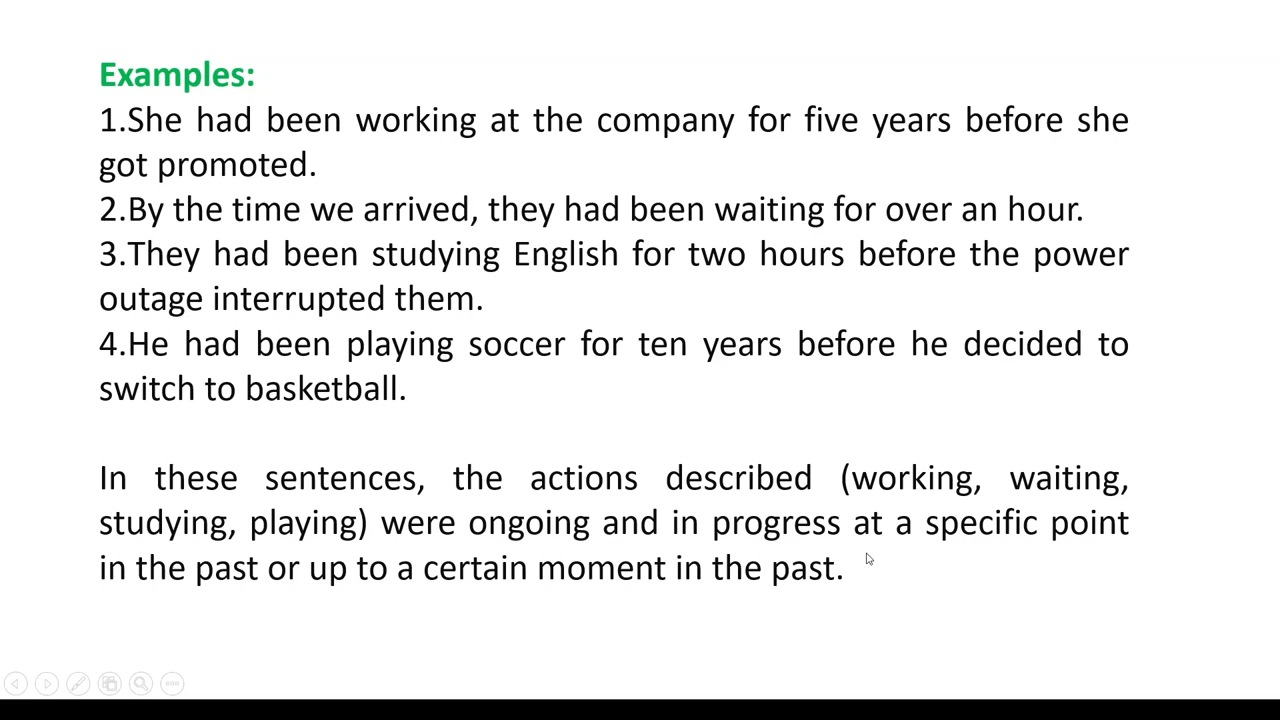 Examples:
1.She had been working at the company for five years before she
got promoted.
2.By the time we arrived, they had been waiting for over an hour.
3.They had been studying English for two hours before the power
outage interrupted them.
4.He had been playing soccer for ten years before he decided to
switch to basketball.
In these sentences, the actions described (working, waiting,
studying, playing) were ongoing and in progress at a specific point
in the past or up to a certain moment in the past.